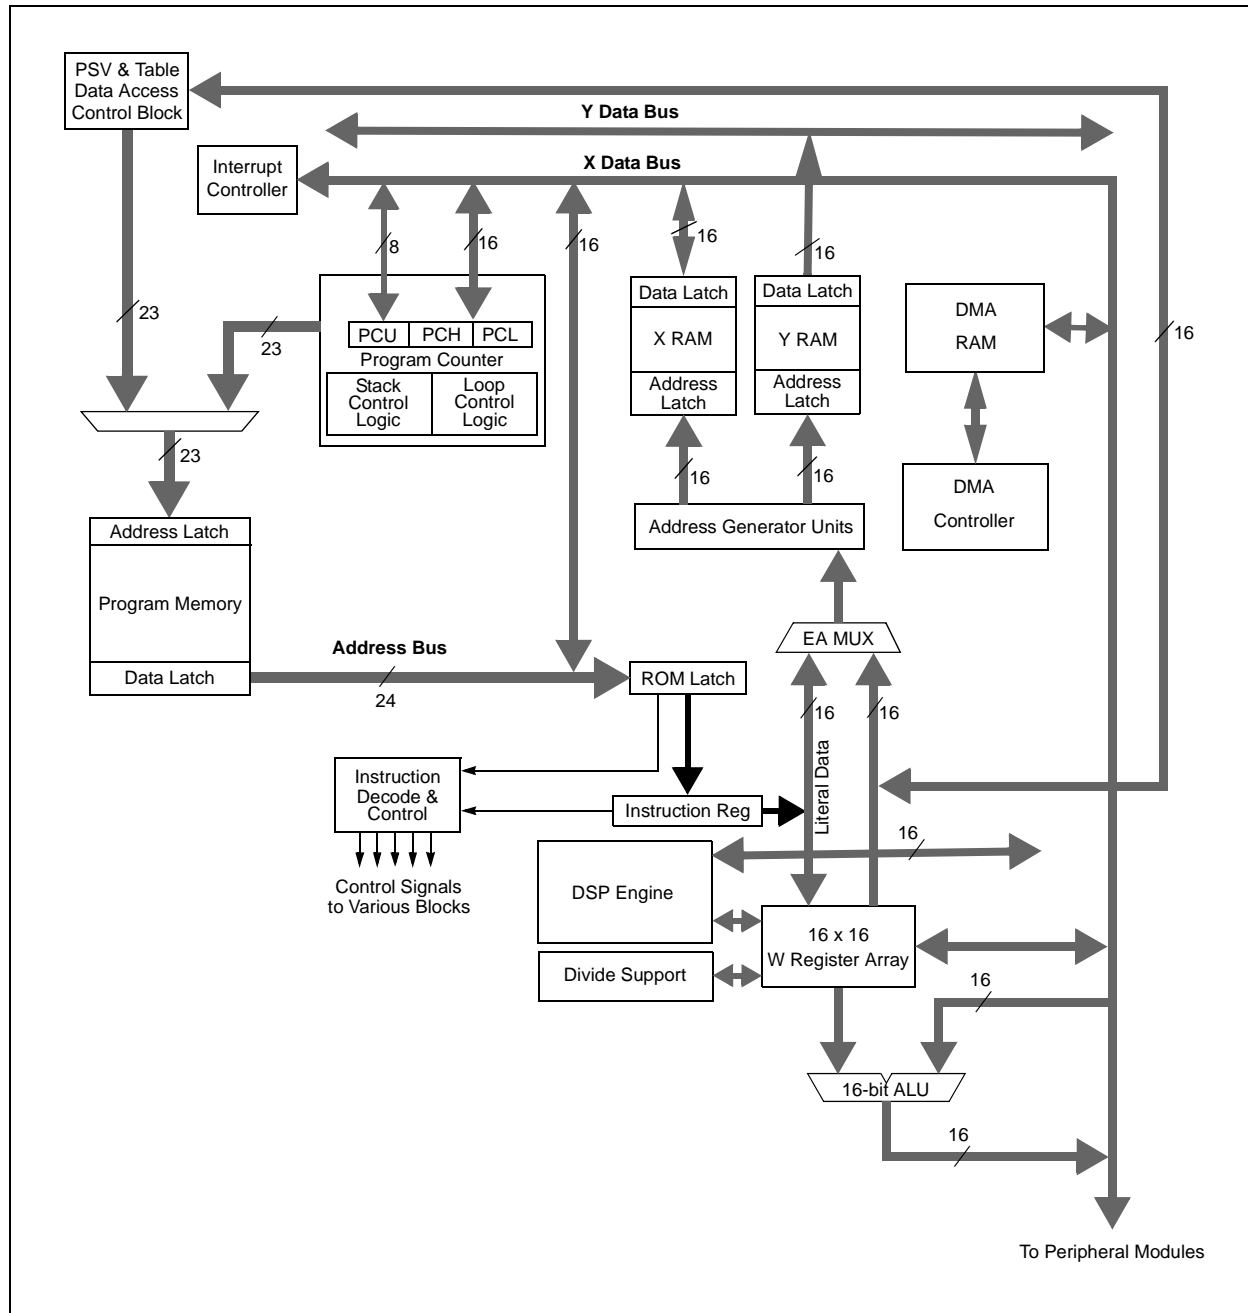 PSV & Table
Data Access
Control Block
Y Data Bus
X Data Bus
Interrupt
Controller
8
16
16
16
16
23
23
16
PCU
PCH
PCL
Program Counter
Stack
Control
Logic
Loop
Control
Logic
Data Latch
X RAM
Address
Latch
Data Latch
Y RAM
Address
Latch
DMA
RAM
23
16
16
DMA
Controller
Address Generator Units
Address Latch
Program Memory
Data Latch
Address Bus
24
EA MUX
ROM Latch
16
16
Literal Data
Instruction
Decode &
Control
Instruction Reg
Control Signals
to Various Blocks
16
DSP Engine
16 x 16
W Register Array
Divide Support
16
16-bit ALU
16
To Peripheral Modules